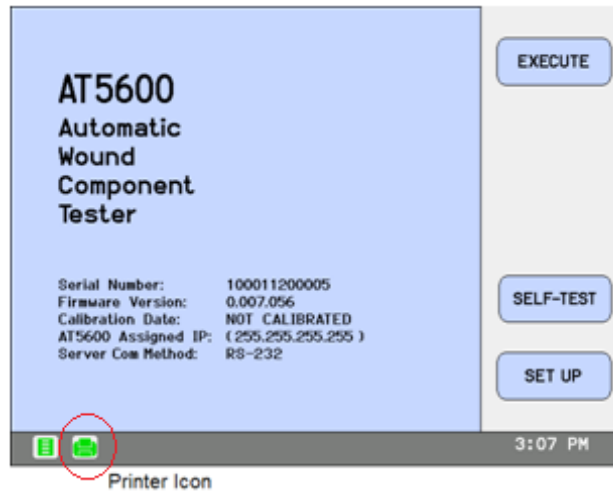 AT5600
Automatic
Wound
Component
Tester
Serial Number: 100011200005
Firmware Version: 0.007.056
Calibration Date: NOT CALIBRATED
AT5600 Assigned IP: (255.255.255.255 )
Server Com Method: RS-232
EXECUTE
SELF-TEST
SET UP
3:07 PM
Printer Icon